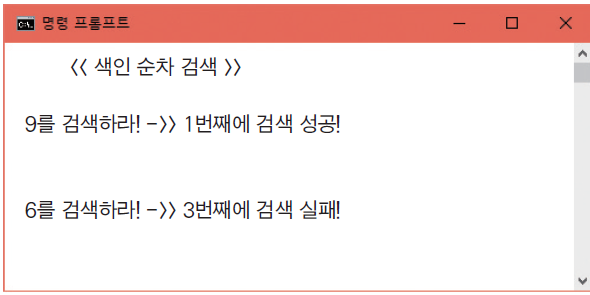 명령 프롬프트
<< 색인 순차 검색 >>
9를 검색하라! ->> 1번째에 검색 성공!
6를 검색하라! ->> 3번째에 검색 실패!